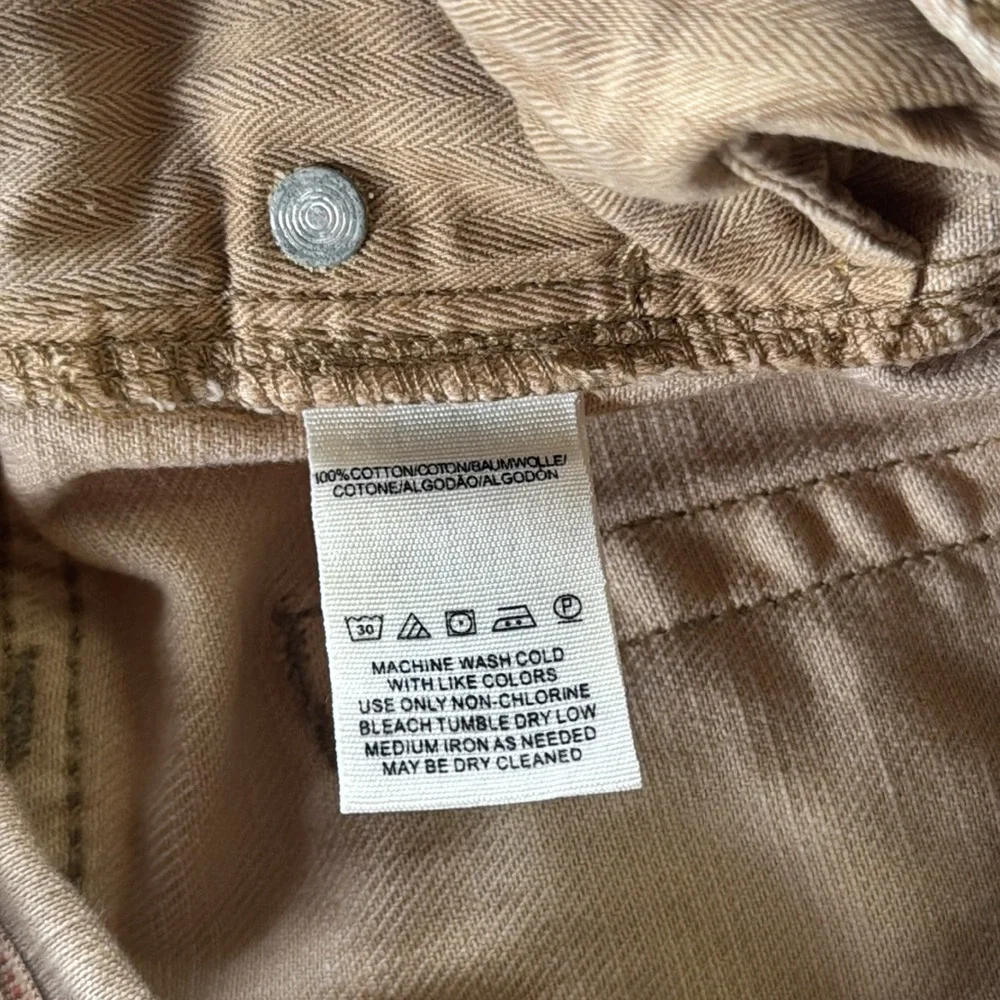 100% COTTON/COTON/BAUMWOLLE/
COTONE/ALGODÃO/ALGODÓN
30 P
MACHINE WASH COLD
WITH LIKE COLORS
USE ONLY NON-CHLORINE
BLEACH TUMBLE DRY LOW
MEDIUM IRON AS NEEDED
MAY BE DRY CLEANED